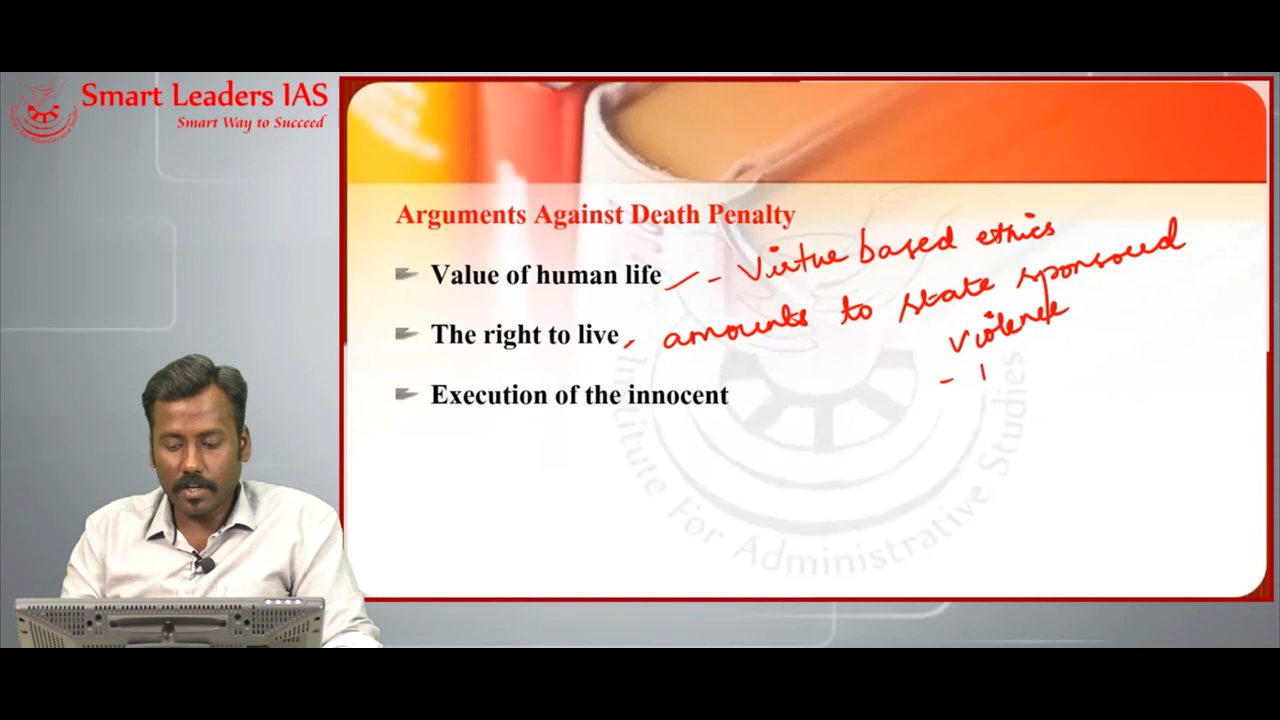 Smart Leaders IAS
Smart Way to Succeed
Arguments Against Death Penalty
Value of human life - Virtue based ethics
The right to live, amounts to state sponsored
violence
Execution of the innocent
Institute For Administrative Studies